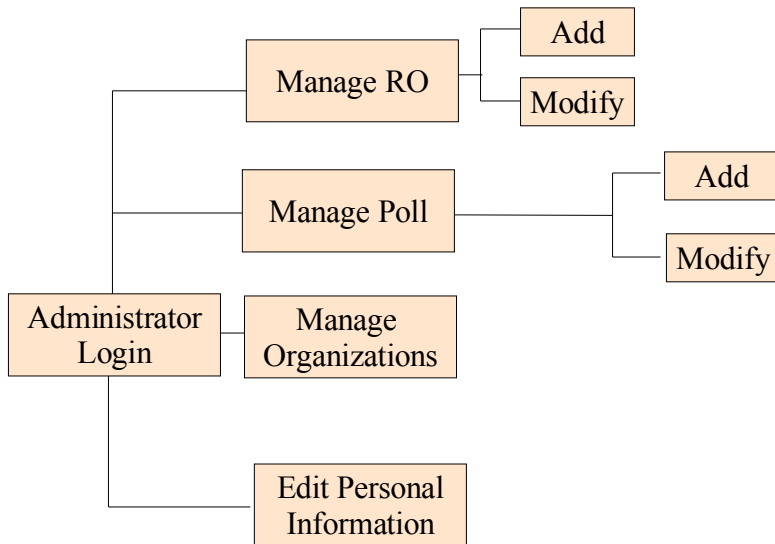 Add
Manage RO
Modify
Add
Manage Poll
Modify
Administrator
Login
Manage
Organizations
Edit Personal
Information